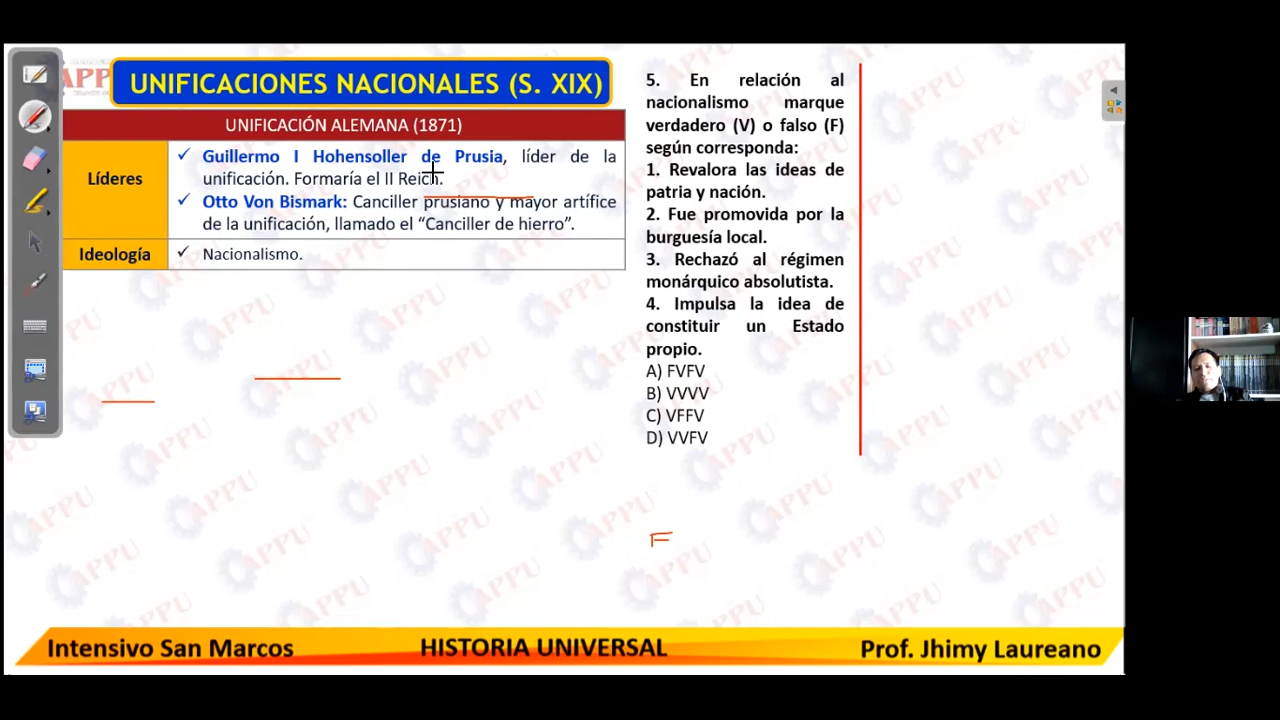 UNIFICACIONES NACIONALES (S. XIX)
UNIFICACIÓN ALEMANA (1871)
Líderes
✓ Guillermo I Hohensoller de Prusia, líder de la
unificación. Formaría el II Reich.
✓ Otto Von Bismark: Canciller prusiano y mayor artífice
de la unificación, llamado el “Canciller de hierro”.
Ideología
✓ Nacionalismo.
5. En relación al
nacionalismo marque
verdadero (V) o falso (F)
según corresponda:
1. Revalora las ideas de
patria y nación.
2. Fue promovida por la
burguesía local.
3. Rechazó al régimen
monárquico absolutista.
4. Impulsa la idea de
constituir un Estado
propio.
A) FVFV
B) VVVV
C) VFFV
D) VVFV
F
Intensivo San Marcos
HISTORIA UNIVERSAL
Prof. Jhimy Laureano
APPU